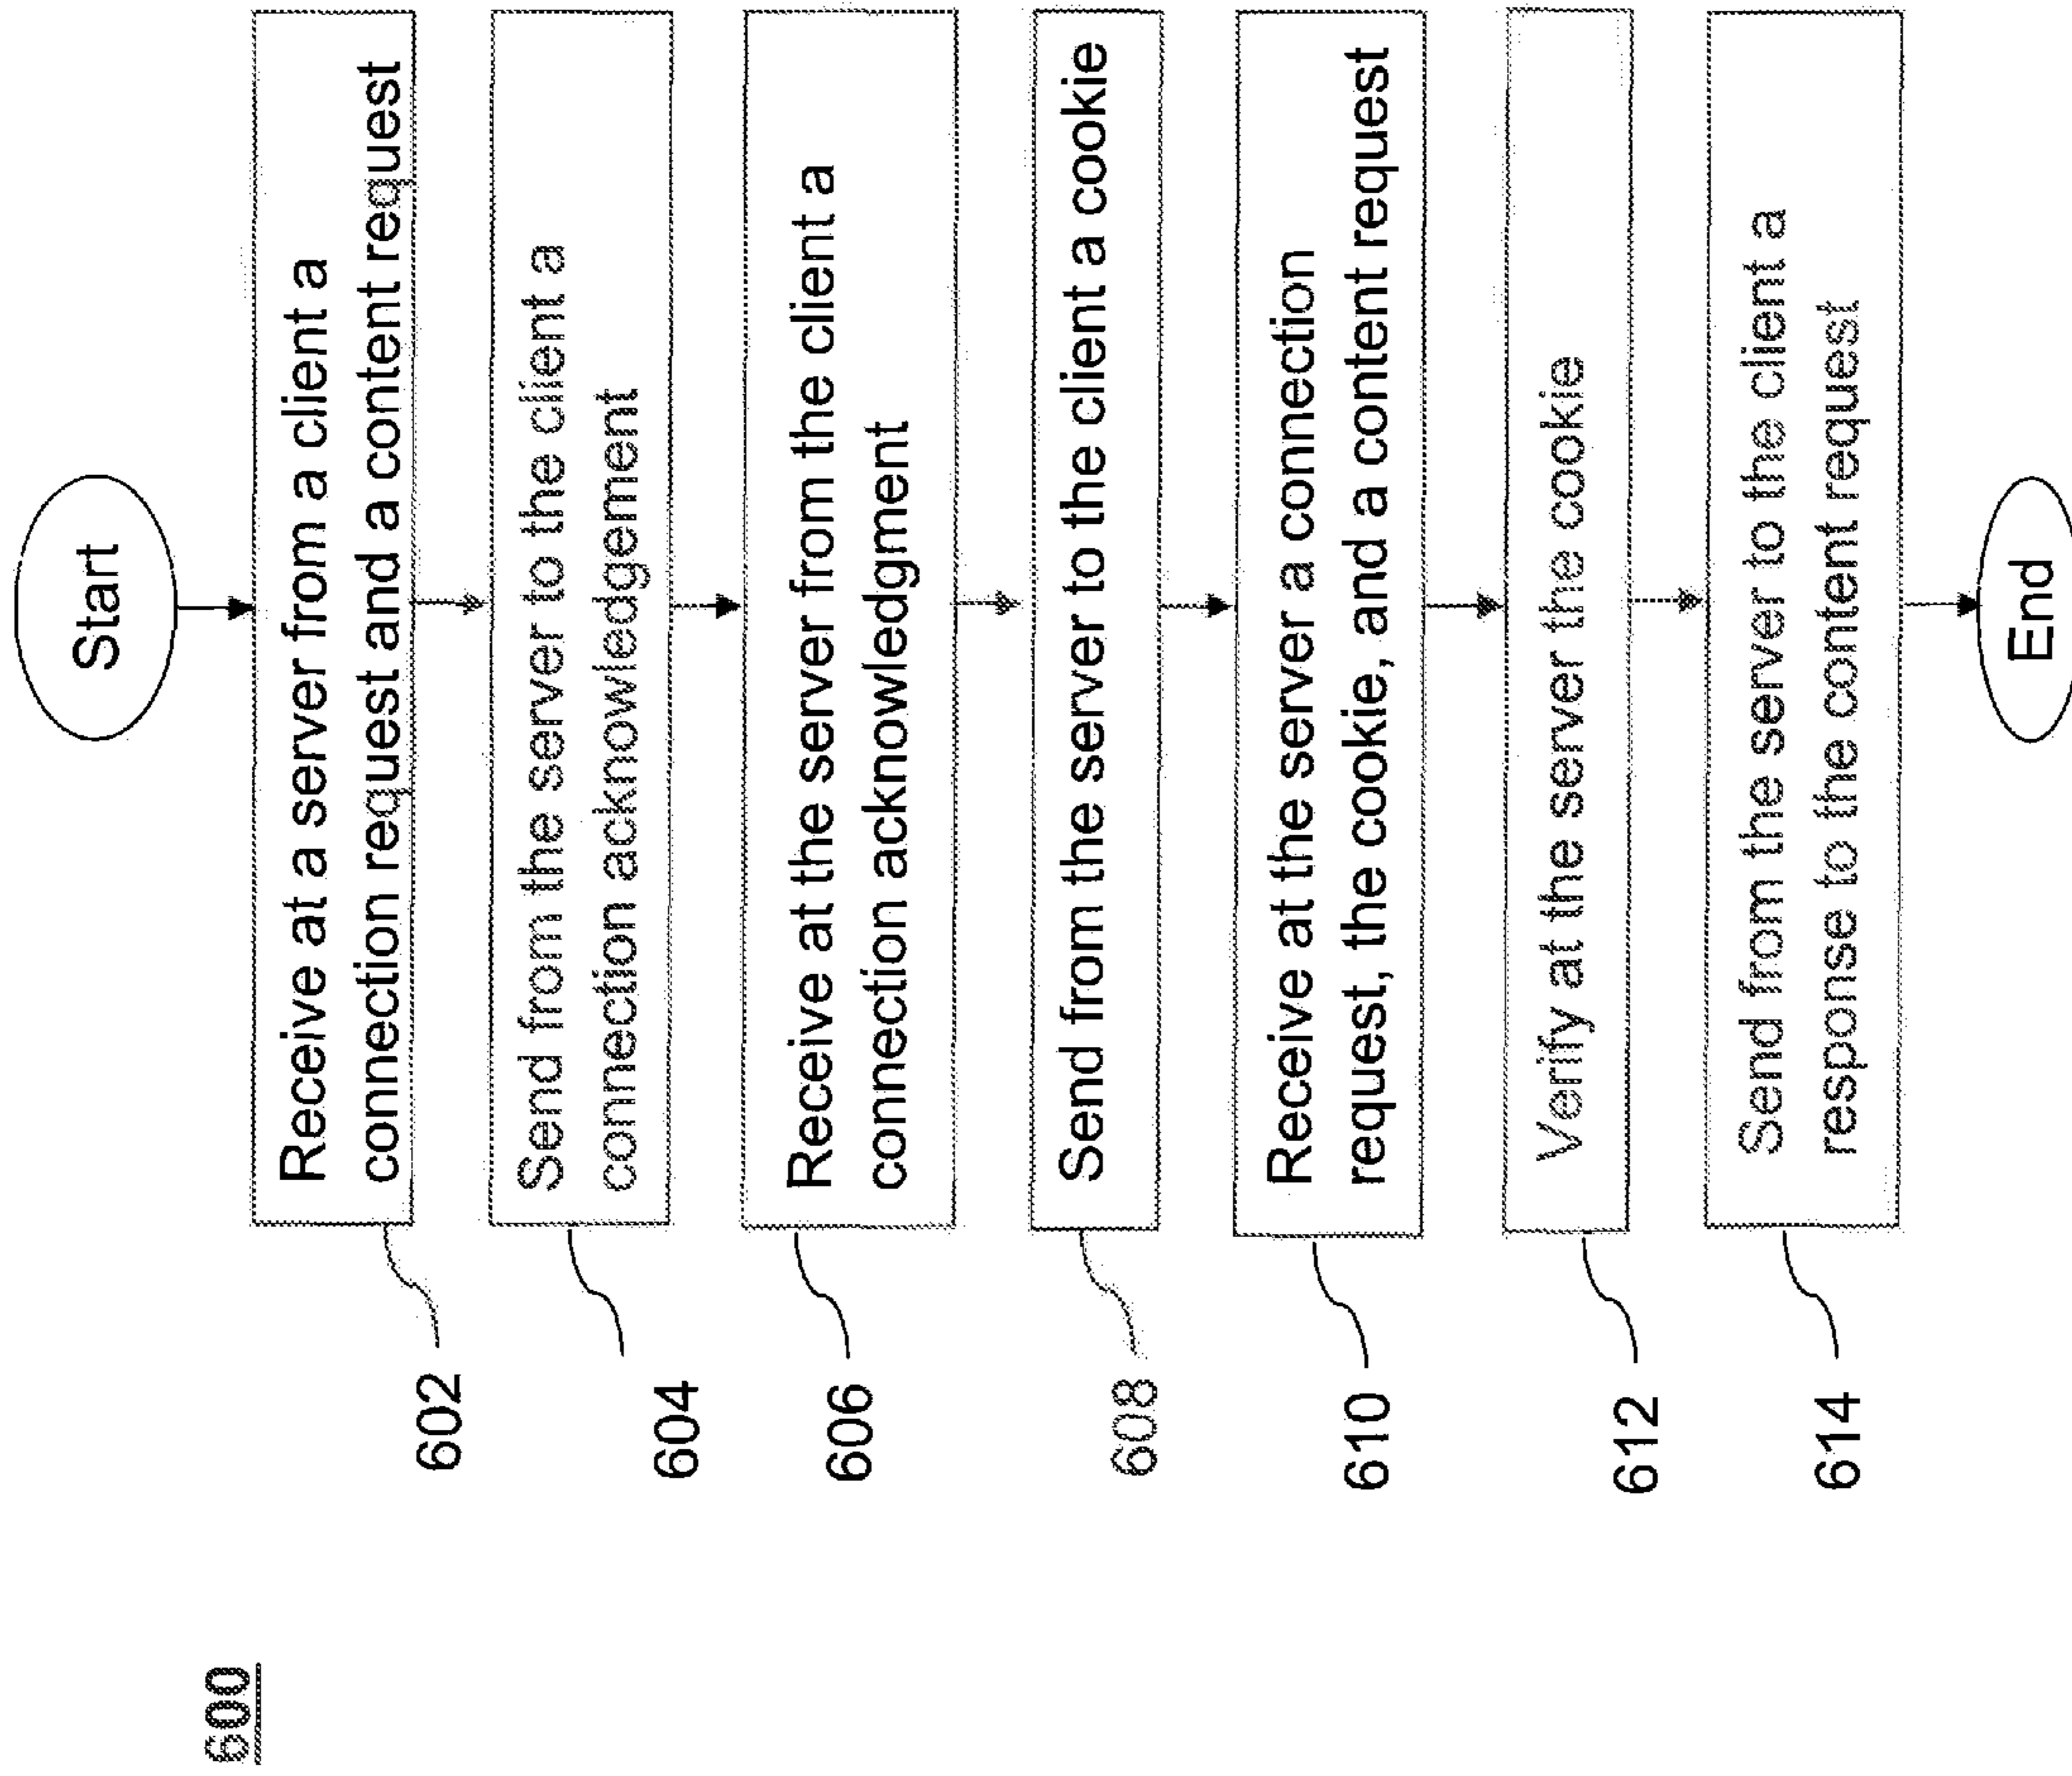 600
Start
Receive at a server from a client a
connection request and a content request
602
Send from the server to the client a
connection acknowledgement
604
Receive at the server from the client a
connection acknowledgment
606
Send from the server to the client a cookie
608
Receive at the server a connection
request, the cookie, and a content request
610
Verify at the server the cookie
612
Send from the server to the client a
response to the content request
614
End